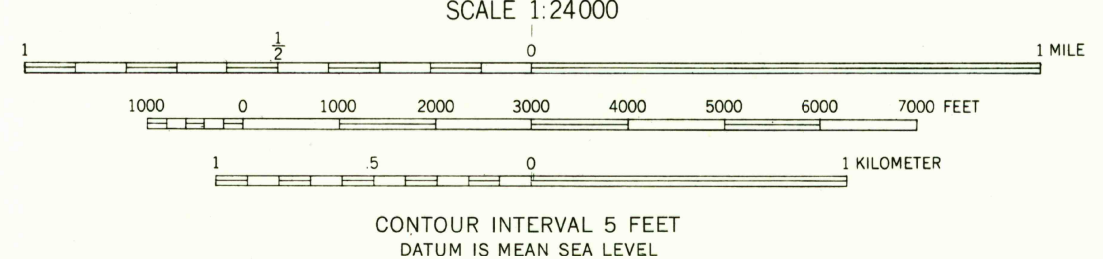 SCALE 1:24000
1 1/2 0 1 MILE
1000 0 1000 2000 3000 4000 5000 6000 7000 FEET
1 .5 0 1 KILOMETER
CONTOUR INTERVAL 5 FEET
DATUM IS MEAN SEA LEVEL